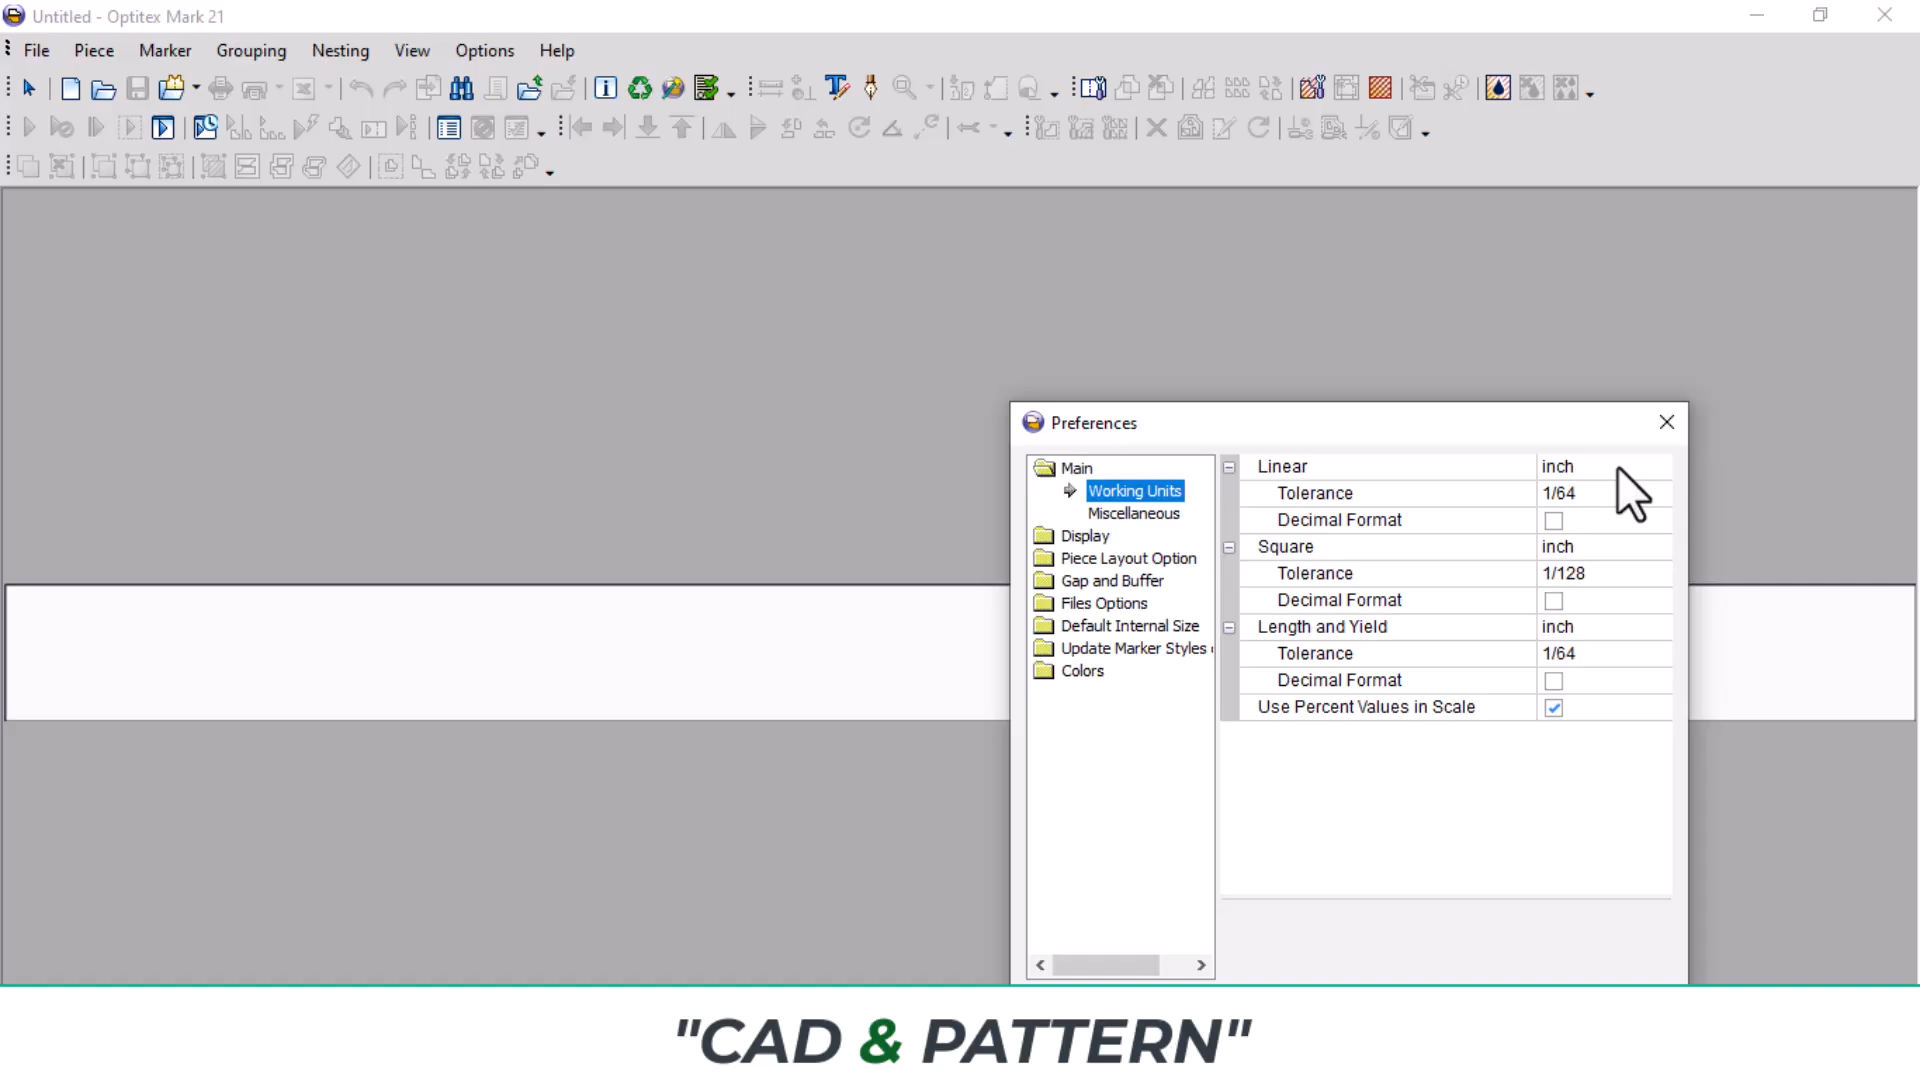 Untitled - Optitex Mark 21
File Piece Marker Grouping Nesting View Options Help
Preferences
Main
Working Units
Miscellaneous
Display
Piece Layout Option
Gap and Buffer
Files Options
Default Internal Size
Update Marker Styles
Colors
Linear inch
Tolerance 1/64
Decimal Format
Square inch
Tolerance 1/128
Decimal Format
Length and Yield inch
Tolerance 1/64
Decimal Format
Use Percent Values in Scale
"CAD & PATTERN"